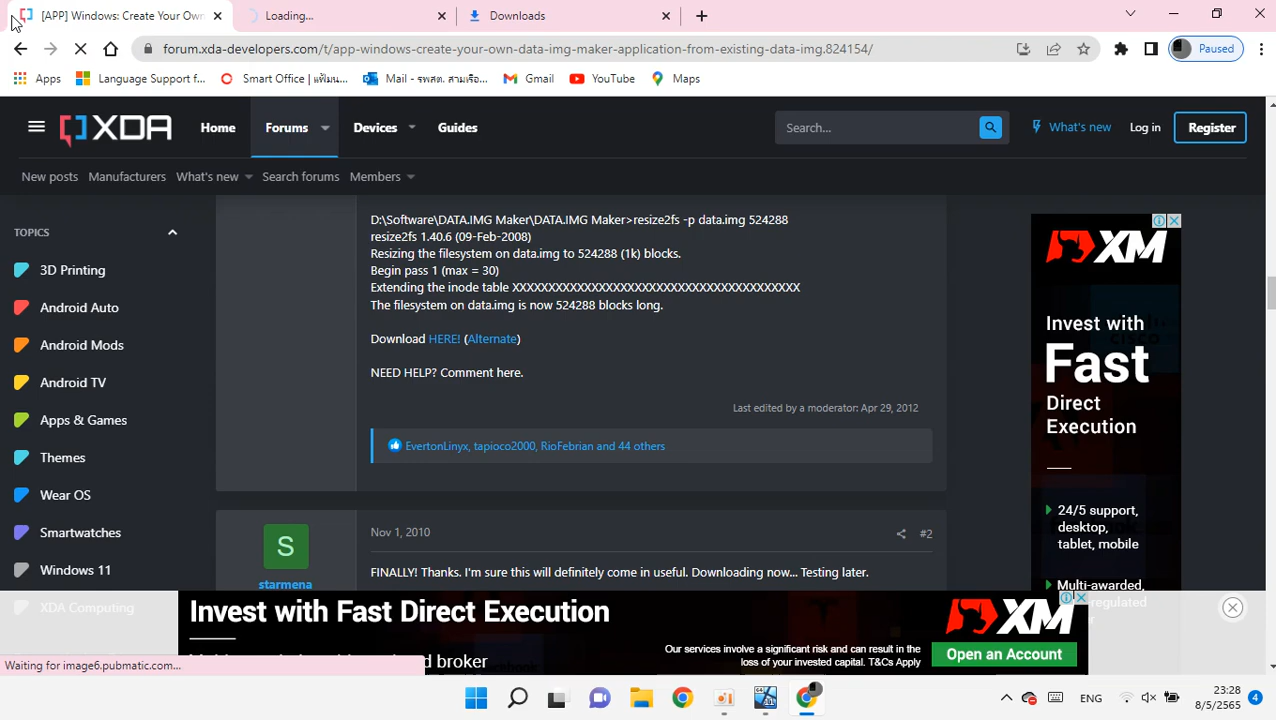 [APP] Windows: Create Your Own
Loading...
Downloads
forum.xda-developers.com/t/app-windows-create-your-own-data-img-maker-application-from-existing-data-img.824154/
Paused
Apps
Language Support f...
Smart Office | แฟ้ม...
Mail - รพสต. สามเรือ...
Gmail
YouTube
Maps
XDA
Home
Forums
Devices
Guides
Search...
What's new
Log in
Register
New posts
Manufacturers
What's new
Search forums
Members
TOPICS
3D Printing
Android Auto
Android Mods
Android TV
Apps & Games
Themes
Wear OS
Smartwatches
Windows 11
XDA Computing
D:\Software\DATA.IMG Maker\DATA.IMG Maker>resize2fs -p data.img 524288
resize2fs 1.40.6 (09-Feb-2008)
Resizing the filesystem on data.img to 524288 (1k) blocks.
Begin pass 1 (max = 30)
Extending the inode table XXXXXXXXXXXXXXXXXXXXXXXXXXXXXXXXXXXXXXXX
The filesystem on data.img is now 524288 blocks long.
Download HERE! (Alternate)
NEED HELP? Comment here.
Last edited by a moderator: Apr 29, 2012
EvertonLinyx, tapioco2000, RioFebrian and 44 others
S
starmena
Nov 1, 2010
#2
FINALLY! Thanks. I'm sure this will definitely come in useful. Downloading now... Testing later.
XM
Invest with
Fast
Direct
Execution
24/5 support,
desktop,
tablet, mobile
Multi-awarded,
Invest with Fast Direct Execution
broker
Our services involve a significant risk and can result in the
loss of your invested capital. T&Cs Apply
XM
Open an Account
Waiting for image6.pubmatic.com...
ENG
23:28
8/5/2565
4